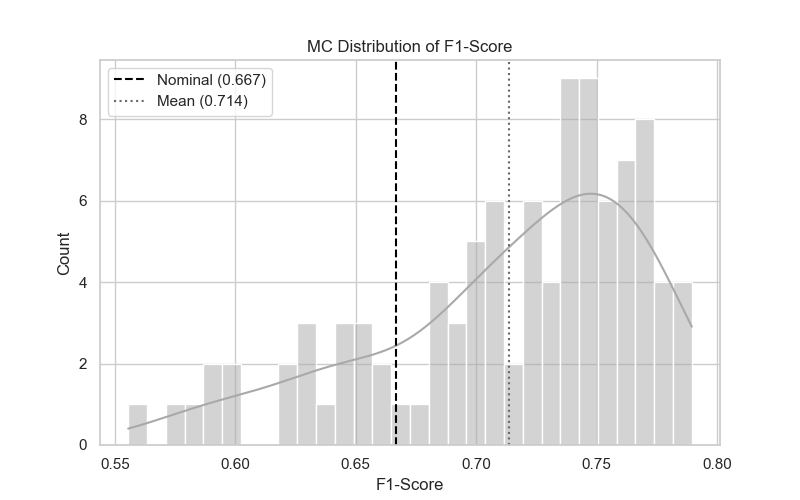 MC Distribution of F1-Score
Nominal (0.667)
Mean (0.714)
8
6
4
2
0
Count
0.55
0.60
0.65
0.70
0.75
0.80
F1-Score